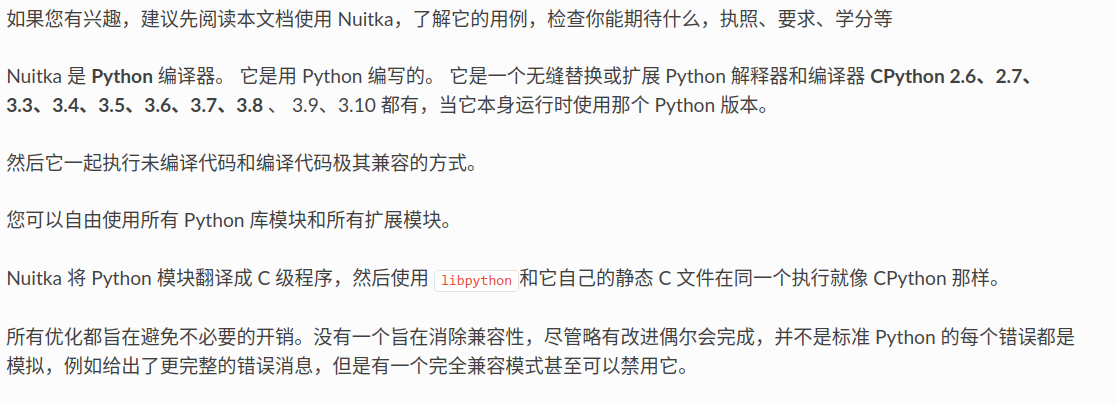 如果您有兴趣，建议先阅读本文档使用 Nuitka，了解它的用例，检查你能期待什么，执照、要求、学分等
Nuitka 是 Python 编译器。 它是用 Python 编写的。 它是一个无缝替换或扩展 Python 解释器和编译器 CPython 2.6、2.7、
3.3、3.4、3.5、3.6、3.7、3.8 、 3.9、3.10 都有，当它本身运行时使用那个 Python 版本。
然后它一起执行未编译代码和编译代码极其兼容的方式。
您可以自由使用所有 Python 库模块和所有扩展模块。
Nuitka 将 Python 模块翻译成 C 级程序，然后使用 libpython和它自己的静态 C 文件在同一个执行就像 CPython 那样。
所有优化都旨在避免不必要的开销。没有一个旨在消除兼容性，尽管略有改进偶尔会完成，并不是标准 Python 的每个错误都是
模拟，例如给出了更完整的错误消息，但是有一个完全兼容模式甚至可以禁用它。